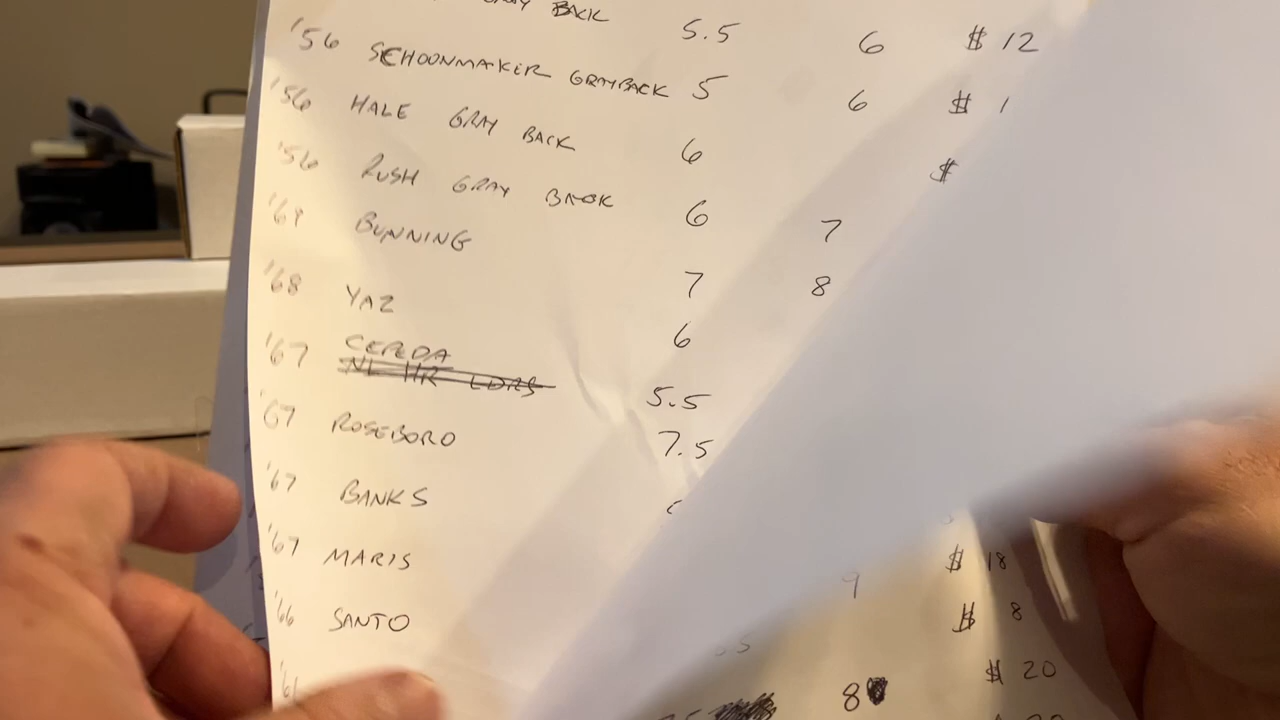 GRAY BACK 5.5 6 $ 12
'56 SCHOONMAKER GRAYBACK 5 6 $ 1
'56 HALE GRAY BACK 6 $
'56 RUSH GRAY BACK 6 7
'69 BUNNING 7 8
'68 YAZ 6
'67 CEPEDA 5.5
NL HR LDRS
'67 ROSEBORO 7.5
'67 BANKS
'67 MARIS 9 $ 18
'66 SANTO $ 8
8 $ 20